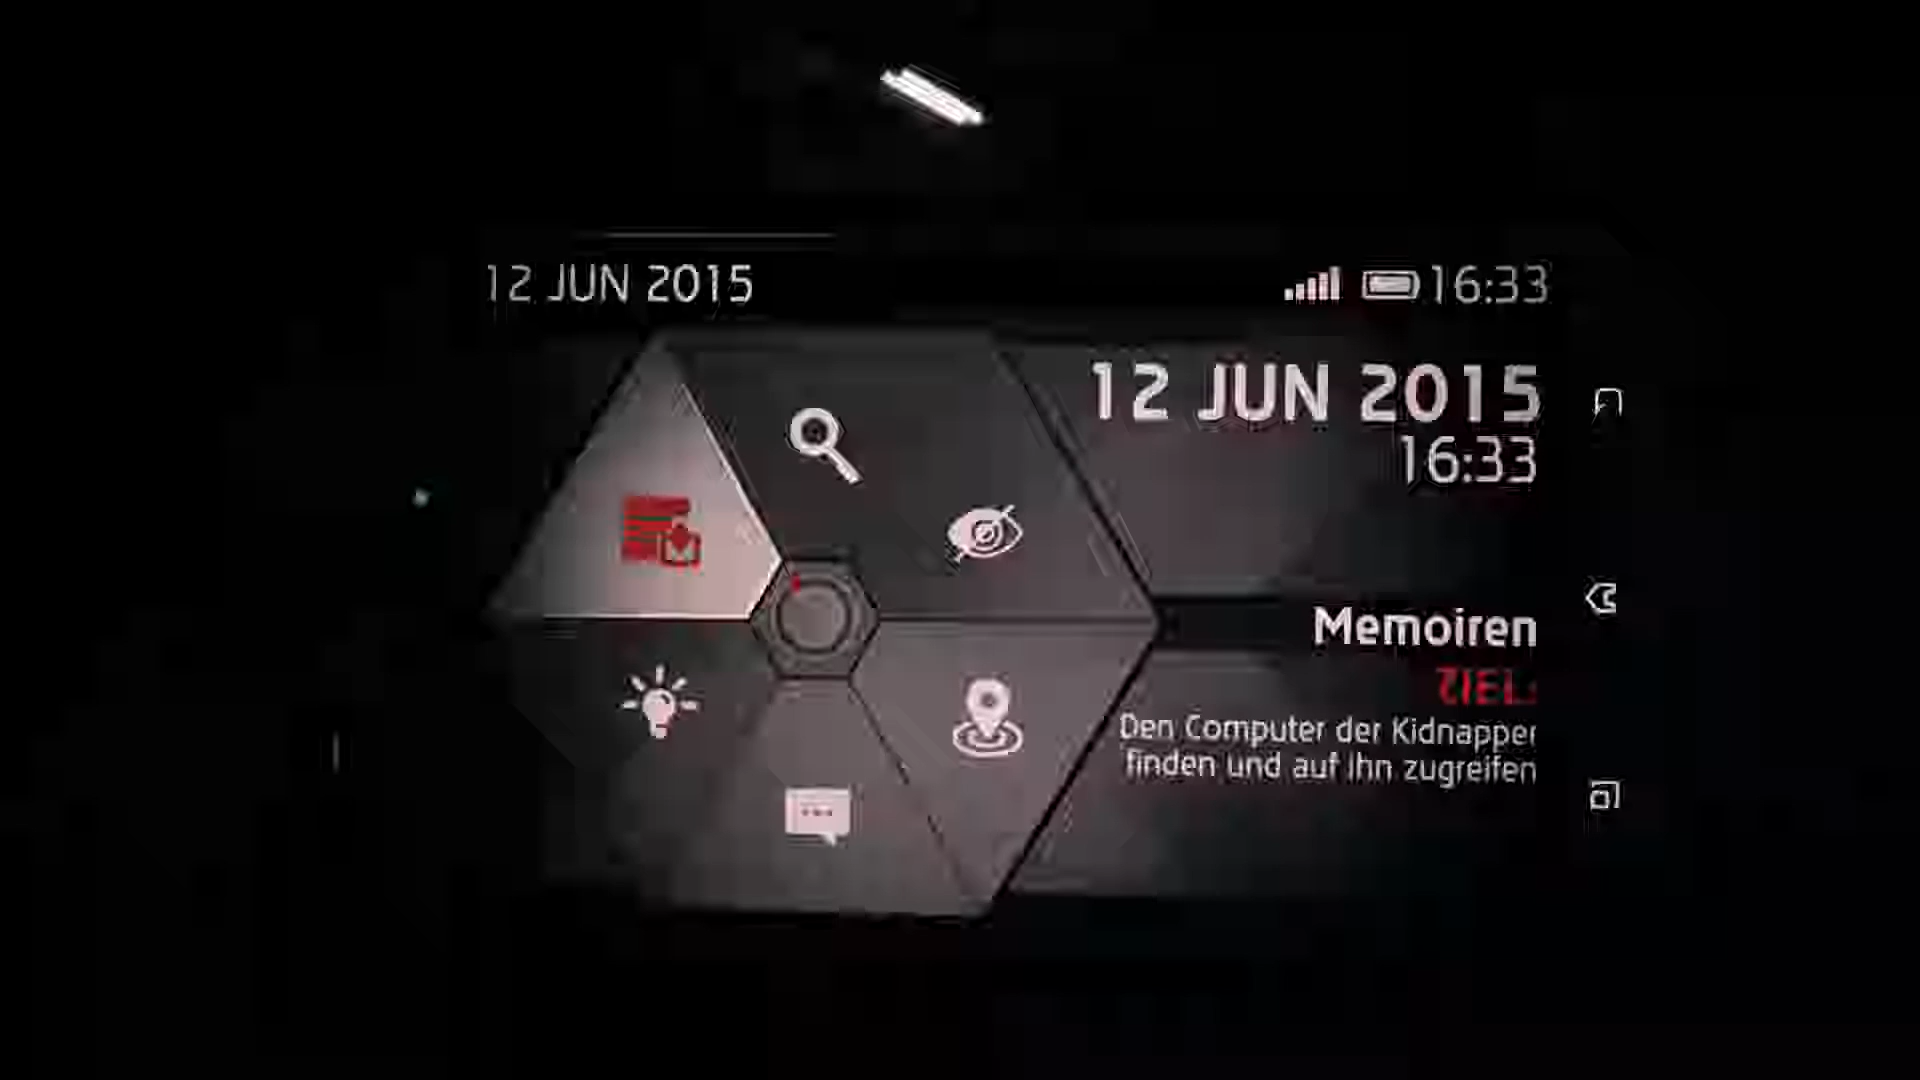 12 JUN 2015
16:33
12 JUN 2015
16:33
Memoiren
ZIEL:
Den Computer der Kidnapper
finden und auf ihn zugreifen